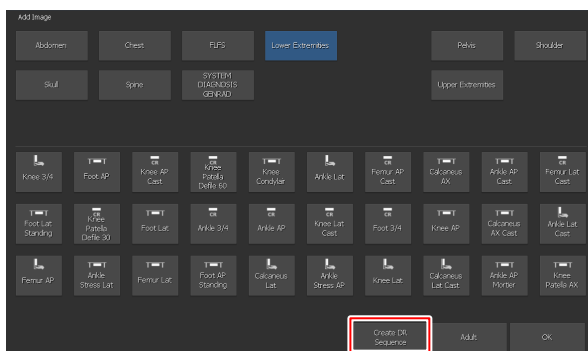 Add Image
Abdomen
Chest
FLFS
Lower Extremities
Pelvis
Shoulder
Skull
Spine
SYSTEM
DIAGNOSIS
GENRAD
Upper Extremities
Knee 3/4
Foot AP
CR
Knee AP
Cast
CR
Knee
Patella
Defile 60
Knee
Condylair
Ankle Lat
CR
Femur AP
Cast
Calcaneus
AX
Ankle AP
Cast
CR
Femur Lat
Cast
Foot Lat
Standing
CR
Knee
Patella
Defile 30
Foot Lat
CR
Ankle 3/4
CR
Ankle AP
CR
Knee Lat
Cast
CR
Foot 3/4
Knee AP
Calcaneus
AX Cast
Ankle Lat
Cast
Femur AP
Ankle
Stress Lat
Femur Lat
Foot AP
Standing
Calcaneus
Lat
Ankle
Stress AP
Knee Lat
Calcaneus
Lat Cast
Ankle AP
Mortier
Knee
Patella AX
Create DR
Sequence
Adult
OK